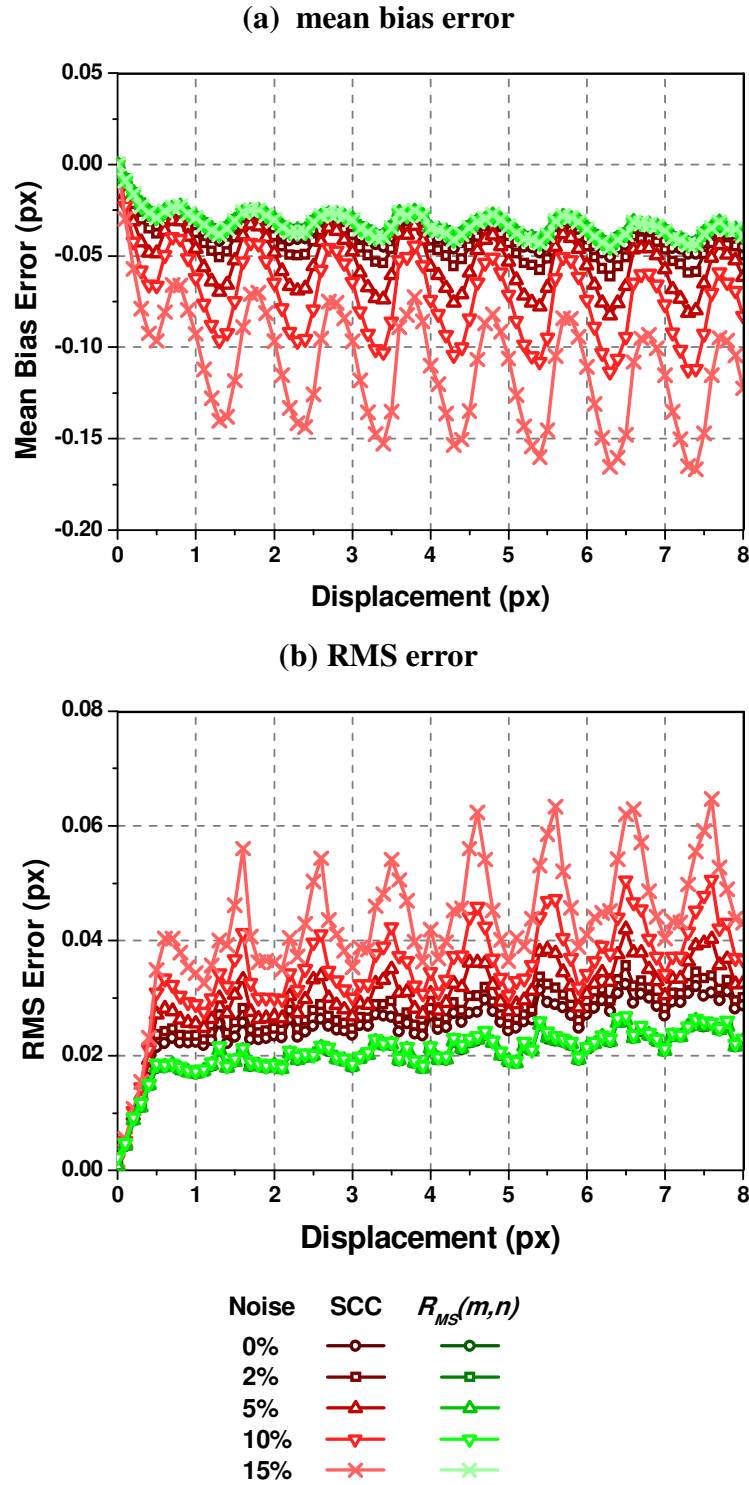 (a) mean bias error
0.05
0.00
-0.05
-0.10
-0.15
-0.20
Mean Bias Error (px)
0 1 2 3 4 5 6 7 8
Displacement (px)
(b) RMS error
0.08
0.06
0.04
0.02
0.00
RMS Error (px)
0 1 2 3 4 5 6 7 8
Displacement (px)
Noise SCC R_MS(m,n)
0%
2%
5%
10%
15%